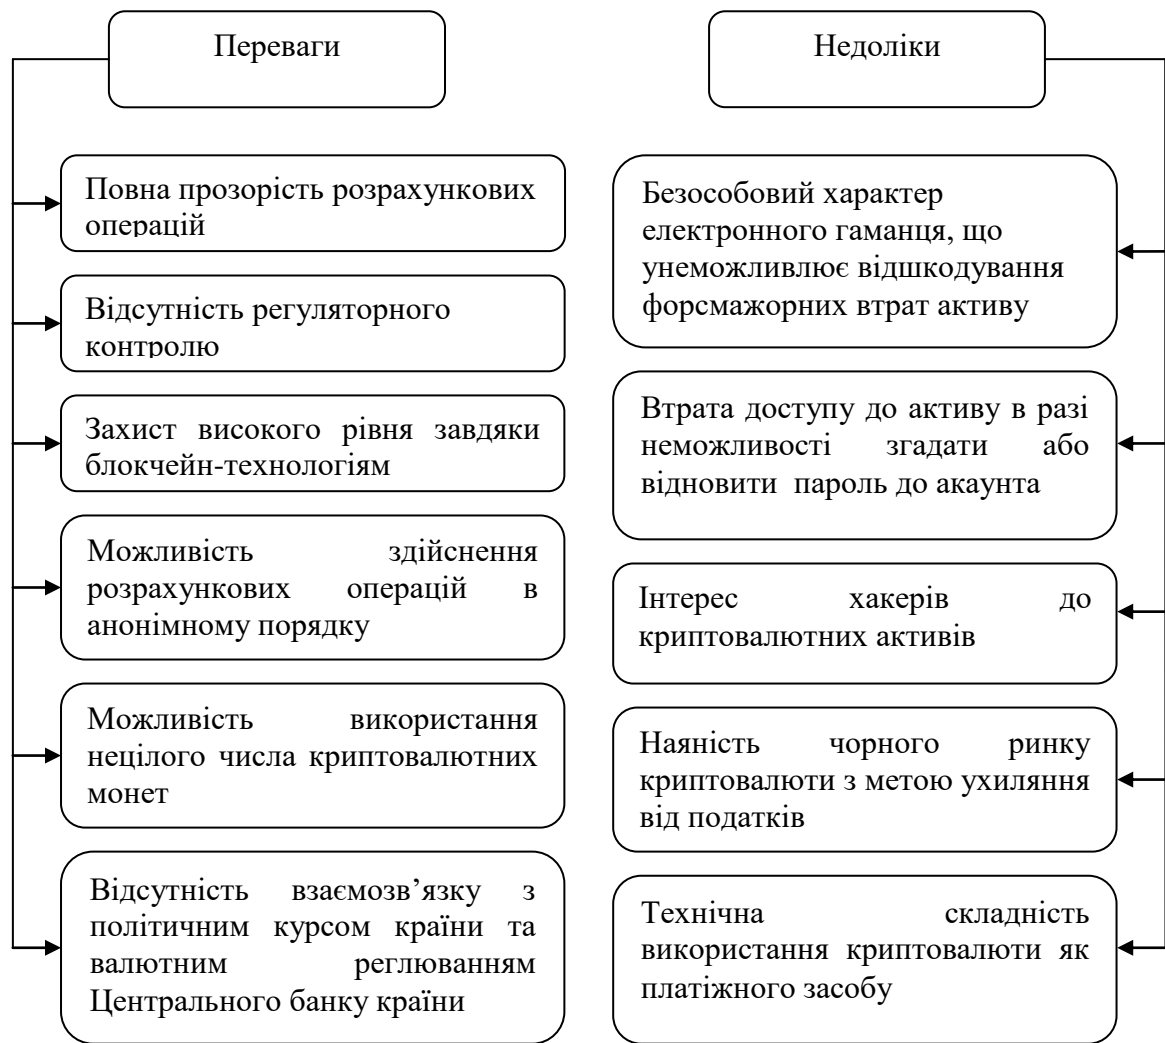 Переваги
Недоліки
Повна прозорість розрахункових
операцій
Відсутність регуляторного
контролю
Захист високого рівня завдяки
блокчейн-технологіям
Можливість здійснення
розрахункових операцій в
анонімному порядку
Можливість використання
нецілого числа криптовалютних
монет
Відсутність взаємозв’язку з
політичним курсом країни та
валютним реглюванням
Центрального банку країни
Безособовий характер
електронного гаманця, що
унеможливлює відшкодування
форсмажорних втрат активу
Втрата доступу до активу в разі
неможливості згадати або
відновити пароль до акаунта
Інтерес хакерів до
криптовалютних активів
Наяність чорного ринку
криптовалюти з метою ухиляння
від податків
Технічна складність
використання криптовалюти як
платіжного засобу